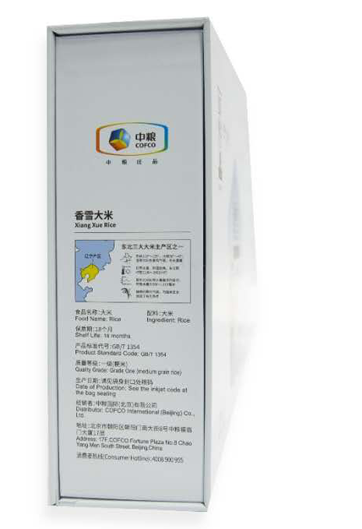 中粮
COFCO
中 粮 出 品
香雪大米
Xiang Xue Rice
东北三大大米主产区之一
辽宁产区
食品名称:大米 配料:大米
Food Name: Rice Ingredient: Rice
保质期:18个月
Shelf Life: 18 months
产品标准代号:GB/T 1354
Product Standard Code: GB/T 1354
质量等级:一级(粳米)
Quality Grade: Grade One (medium grain rice)
生产日期:请见袋身封口处喷码
Date of Production: See the inkjet code at
the bag sealing
经销者:中粮国际(北京)有限公司
Distributor: COFCO International (Beijing) Co.,
Ltd.
地址:北京市朝阳区朝阳门南大街8号中粮福临
门大厦17层
Address: 17F,COFCO Fortune Plaza No.8 Chao
Yang Men South Street, Beijing,China
消费者热线(Consumer Hotline): 4006 900 905